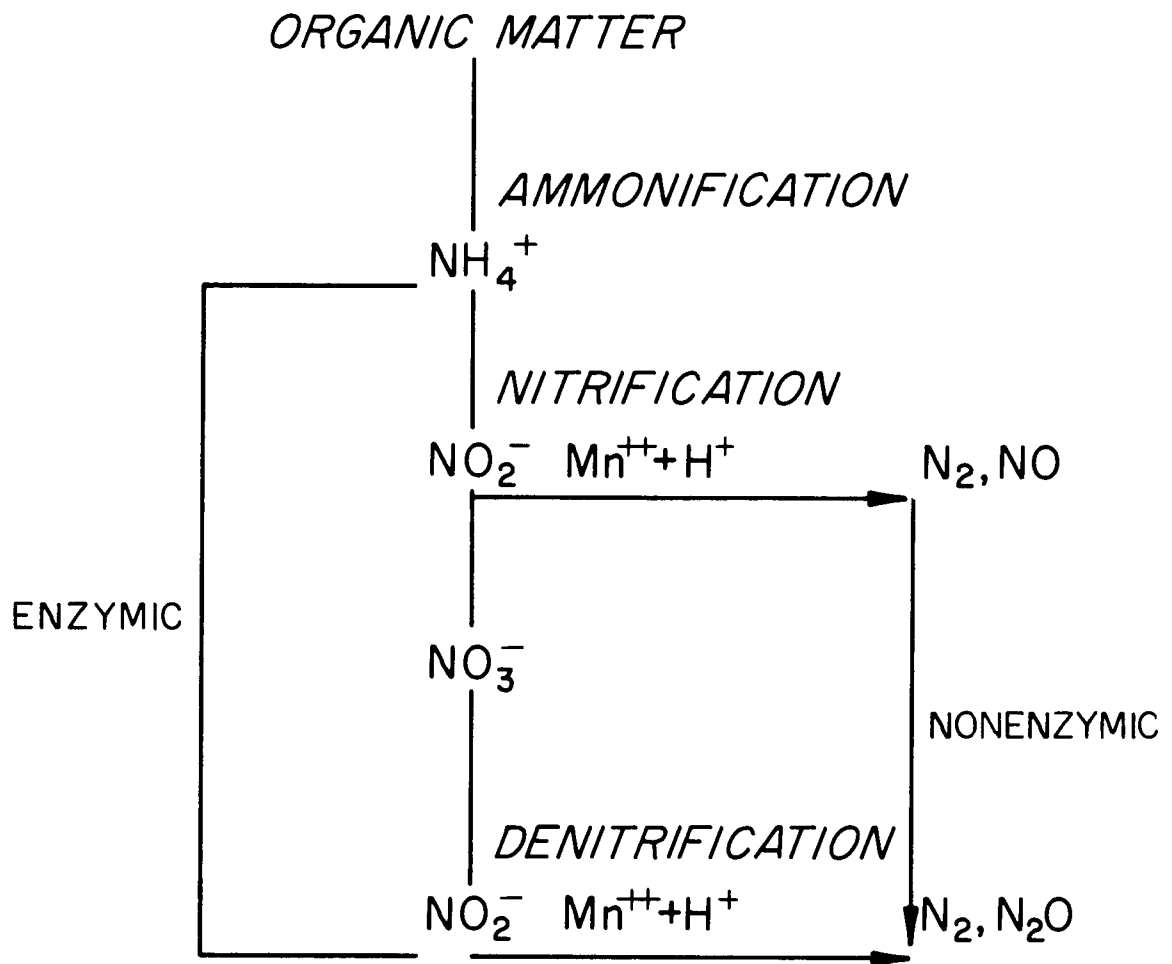 ORGANIC MATTER
AMMONIFICATION
NH₄⁺
NITRIFICATION
NO₂⁻ Mn⁺⁺+H⁺ N₂, NO
ENZYMIC
NO₃⁻
NONENZYMIC
DENITRIFICATION
NO₂⁻ Mn⁺⁺+H⁺ N₂, N₂O